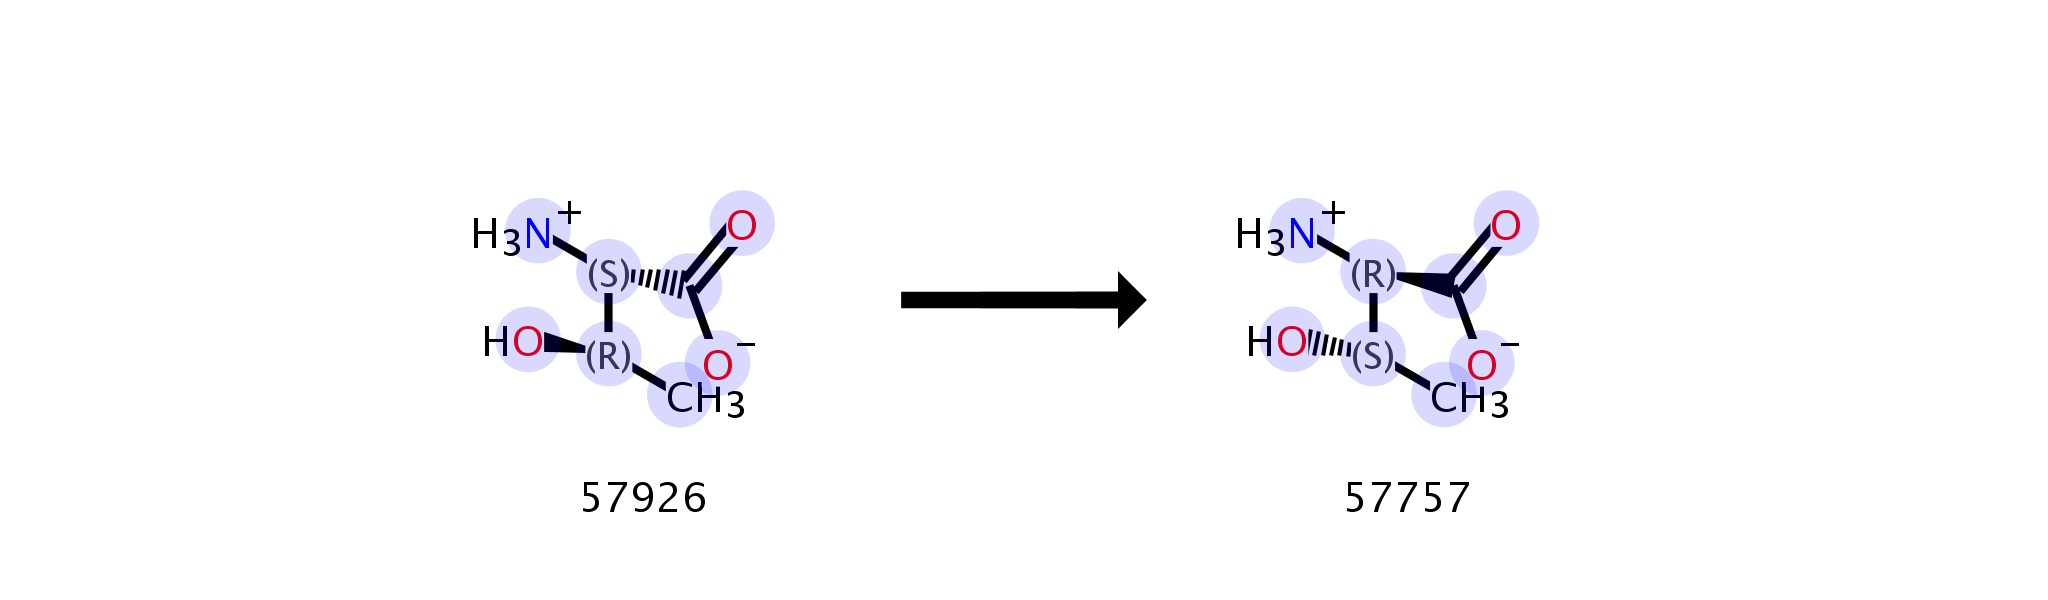 H3N+ (S) O
HO (R) O−
CH3
57926
H3N+ (R) O
HO (S) O−
CH3
57757